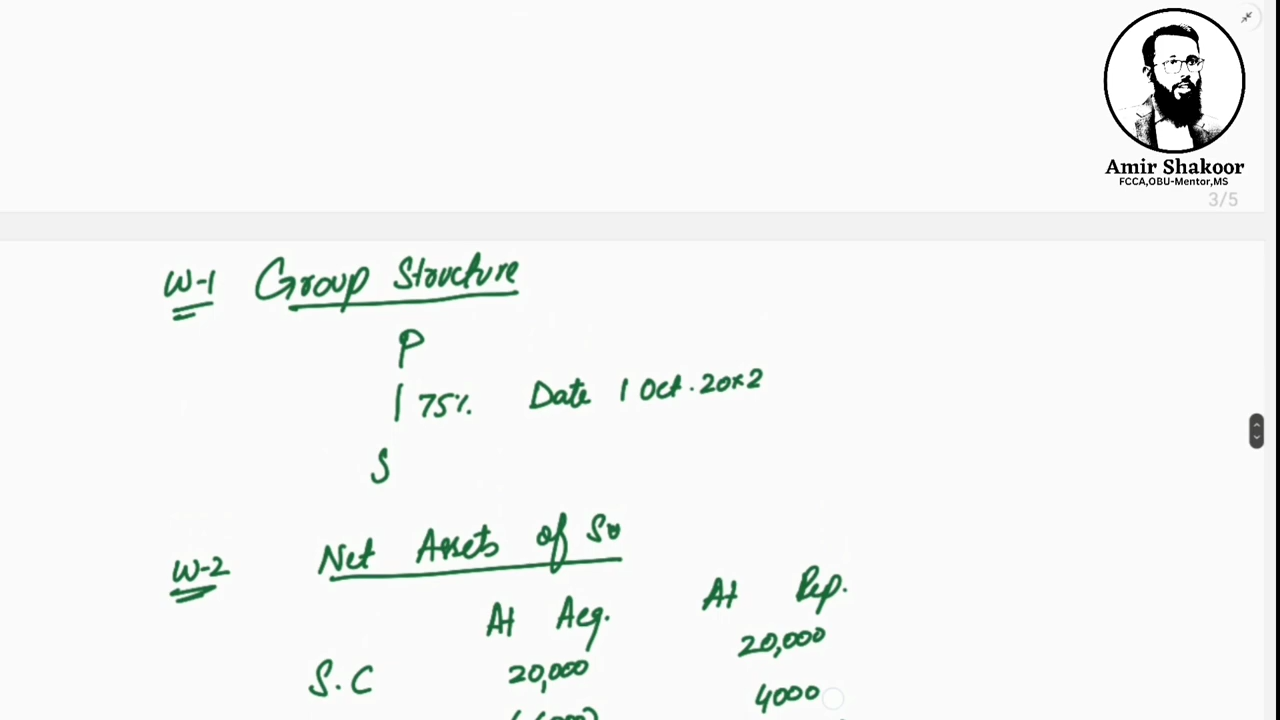 Amir Shakoor
FCCA,OBU-Mentor,MS
3/5
W-1 Group Structure
P
75% Date 1 Oct. 20x2
S
W-2 Net Assets of So
At Acq. At Rep.
S.C 20,000 20,000
4000